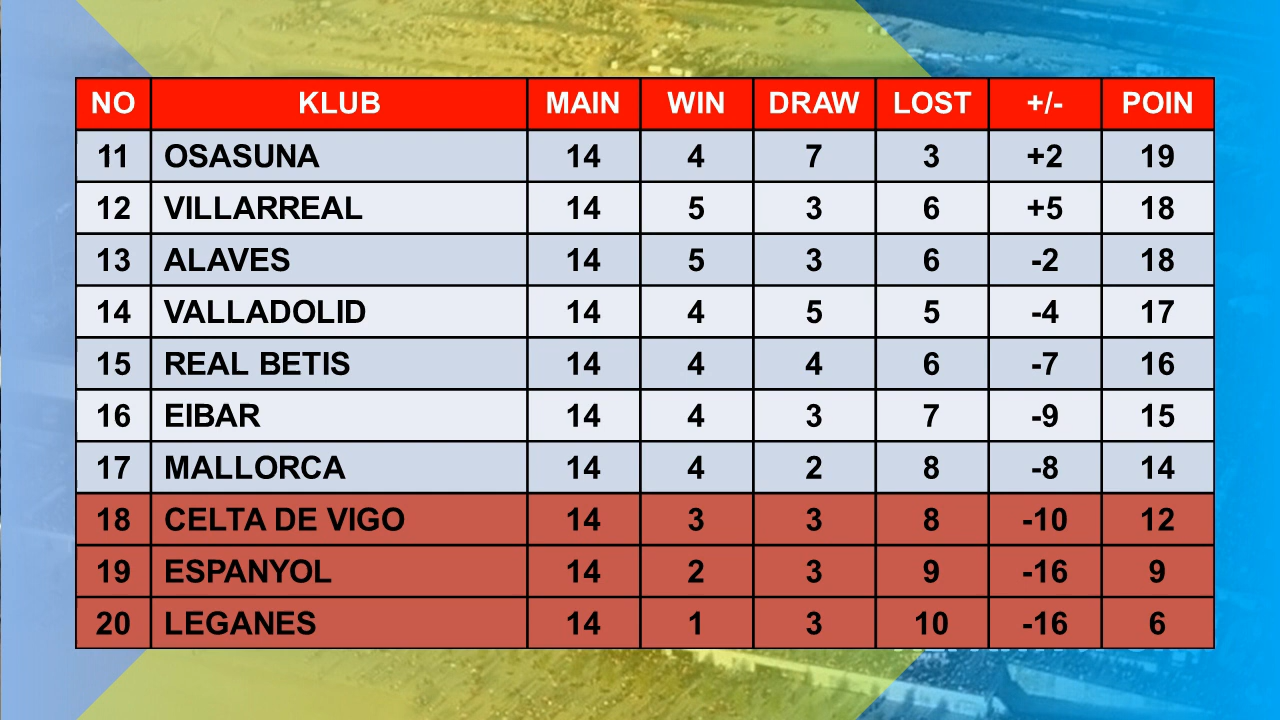 NO KLUB MAIN WIN DRAW LOST +/- POIN
11 OSASUNA 14 4 7 3 +2 19
12 VILLARREAL 14 5 3 6 +5 18
13 ALAVES 14 5 3 6 -2 18
14 VALLADOLID 14 4 5 5 -4 17
15 REAL BETIS 14 4 4 6 -7 16
16 EIBAR 14 4 3 7 -9 15
17 MALLORCA 14 4 2 8 -8 14
18 CELTA DE VIGO 14 3 3 8 -10 12
19 ESPANYOL 14 2 3 9 -16 9
20 LEGANES 14 1 3 10 -16 6